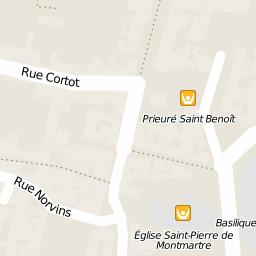 Rue Cortot
Prieuré Saint Benoît
Rue Norvins
Basilique
Église Saint-Pierre de
Montmartre